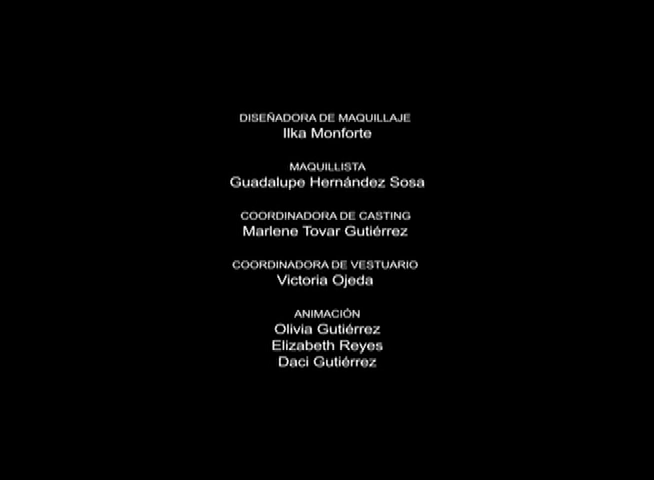 DISEÑADORA DE MAQUILLAJE
Ilka Monforte
MAQUILLISTA
Guadalupe Hernández Sosa
COORDINADORA DE CASTING
Marlene Tovar Gutiérrez
COORDINADORA DE VESTUARIO
Victoria Ojeda
ANIMACIÓN
Olivia Gutiérrez
Elizabeth Reyes
Daci Gutiérrez